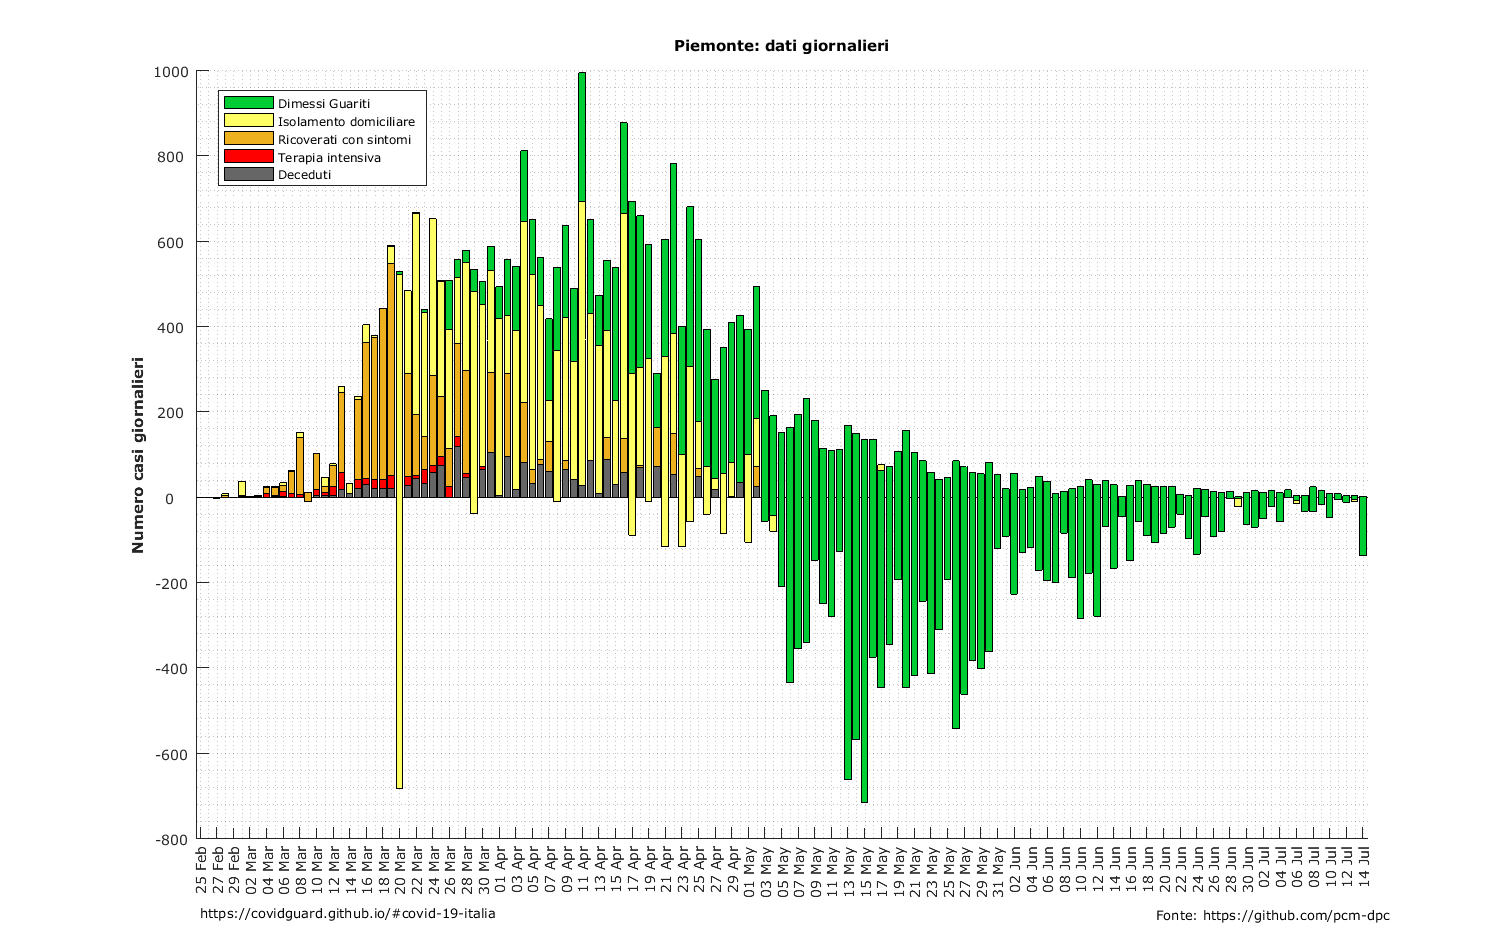 Piemonte: dati giornalieri
Numero casi giornalieri
1000
800
600
400
200
0
-200
-400
-600
-800
Dimessi Guariti
Isolamento domiciliare
Ricoverati con sintomi
Terapia intensiva
Deceduti
25 Feb
27 Feb
29 Feb
02 Mar
04 Mar
06 Mar
08 Mar
10 Mar
12 Mar
14 Mar
16 Mar
18 Mar
20 Mar
22 Mar
24 Mar
26 Mar
28 Mar
30 Mar
01 Apr
03 Apr
05 Apr
07 Apr
09 Apr
11 Apr
13 Apr
15 Apr
17 Apr
19 Apr
21 Apr
23 Apr
25 Apr
27 Apr
29 Apr
01 May
03 May
05 May
07 May
09 May
11 May
13 May
15 May
17 May
19 May
21 May
23 May
25 May
27 May
29 May
31 May
02 Jun
04 Jun
06 Jun
08 Jun
10 Jun
12 Jun
14 Jun
16 Jun
18 Jun
20 Jun
22 Jun
24 Jun
26 Jun
28 Jun
30 Jun
02 Jul
04 Jul
06 Jul
08 Jul
10 Jul
12 Jul
14 Jul
https://covidguard.github.io/#covid-19-italia
Fonte: https://github.com/pcm-dpc